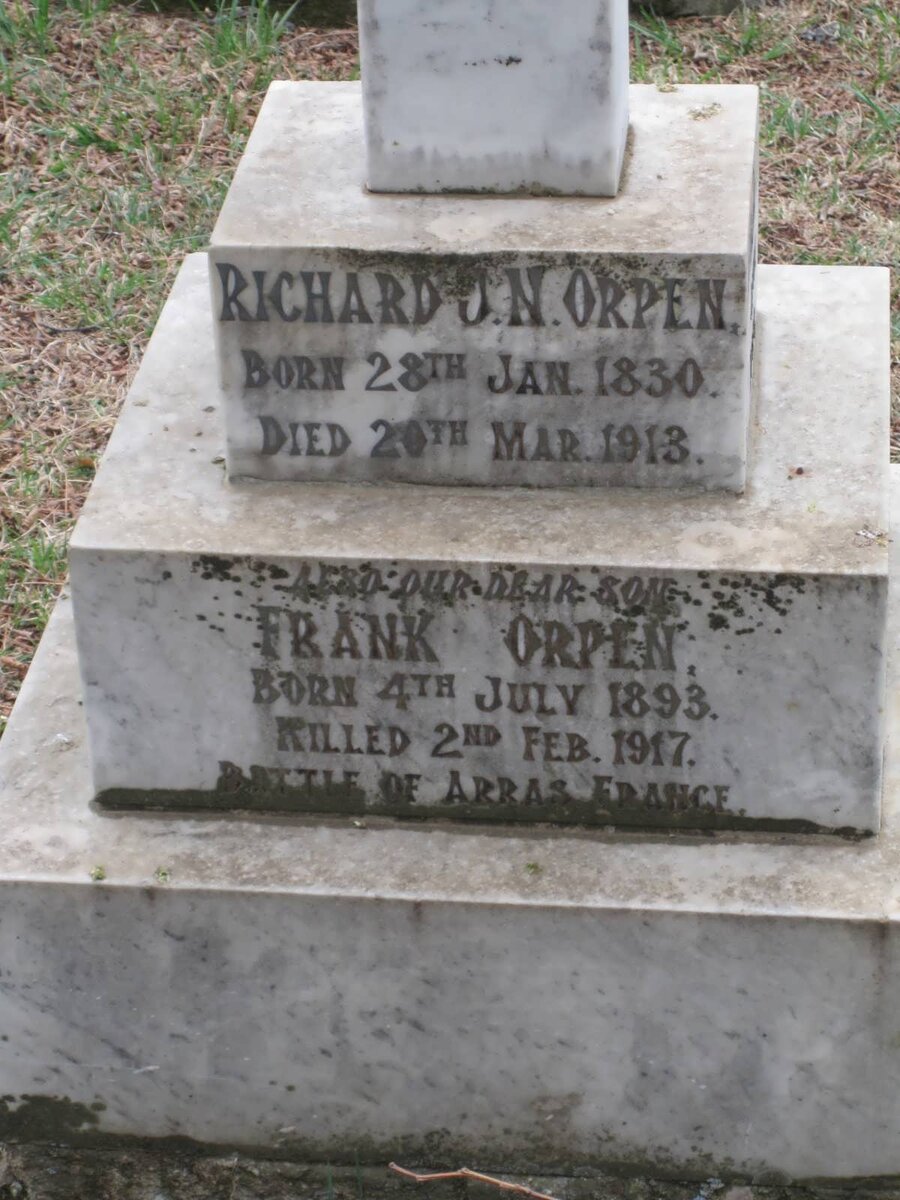 RICHARD J.N. ORPEN,
BORN 28TH JAN. 1830.
DIED 20TH MAR. 1913.
ALSO OUR DEAR SON
FRANK ORPEN,
BORN 4TH JULY 1893.
KILLED 2ND FEB. 1917.
BATTLE OF ARRAS FRANCE.